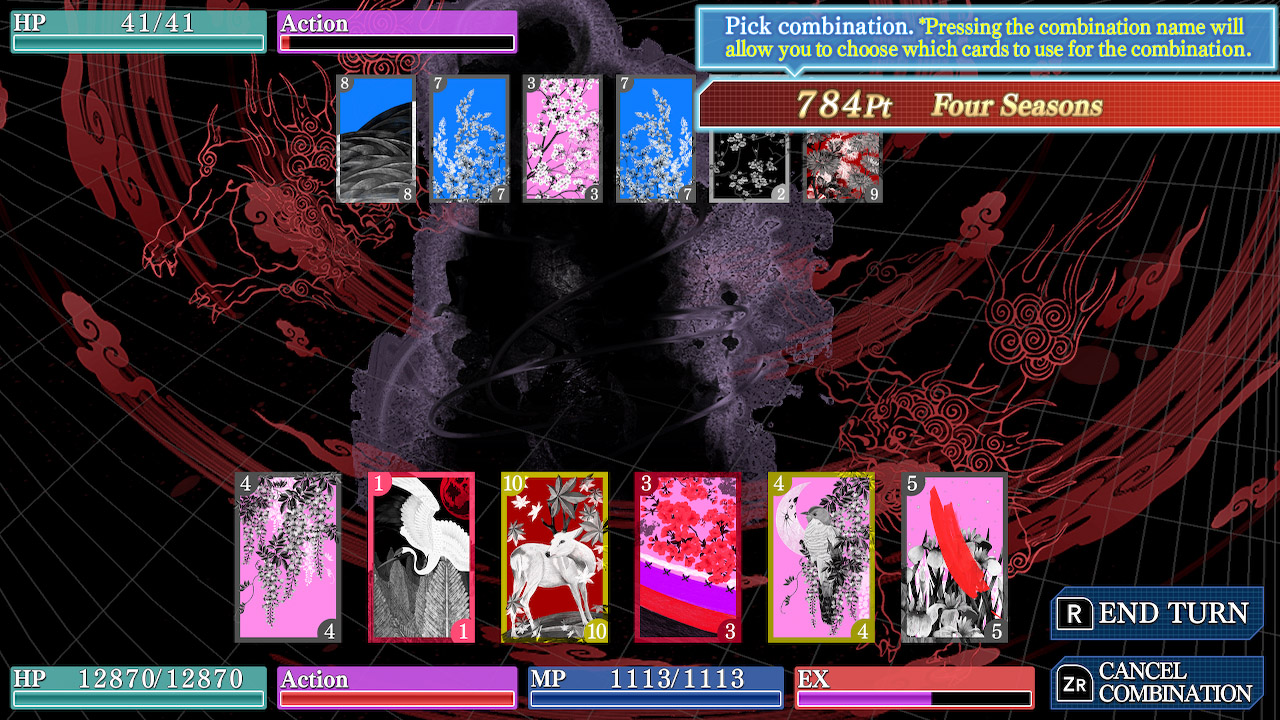 HP 41/41 Action
Pick combination. *Pressing the combination name will
allow you to choose which cards to use for the combination.
784Pt Four Seasons
8 7 3 7
8 7 3 7 2 9
4 1 10 3 4 5
4 1 10 3 4 5
R END TURN
ZR CANCEL
COMBINATION
HP 12870/12870 Action MP 1113/1113 EX